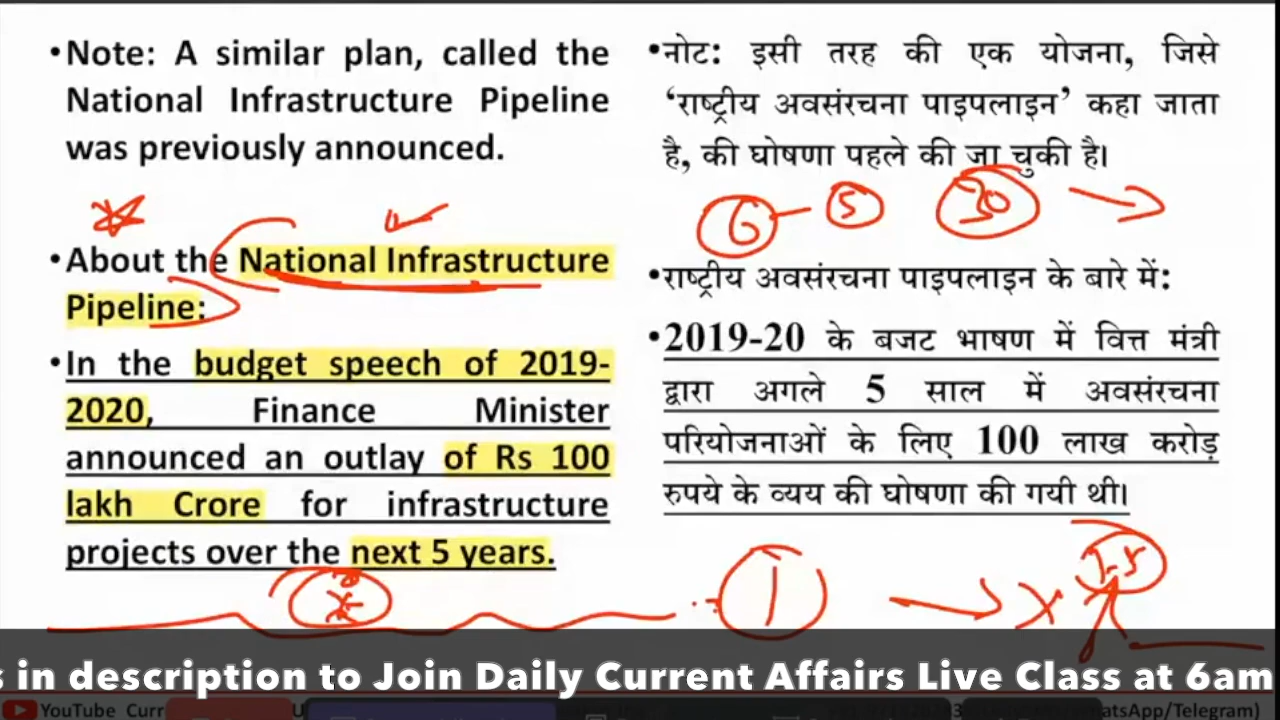 •Note: A similar plan, called the
National Infrastructure Pipeline
was previously announced.
•About the National Infrastructure
Pipeline:
•In the budget speech of 2019-
2020, Finance Minister
announced an outlay of Rs 100
lakh Crore for infrastructure
projects over the next 5 years.
•नोट: इसी तरह की एक योजना, जिसे
‘राष्ट्रीय अवसंरचना पाइपलाइन’ कहा जाता
है, की घोषणा पहले की जा चुकी है।
6 – 5 30
•राष्ट्रीय अवसंरचना पाइपलाइन के बारे में:
•2019-20 के बजट भाषण में वित्त मंत्री
द्वारा अगले 5 साल में अवसंरचना
परियोजनाओं के लिए 100 लाख करोड़
रुपये के व्यय की घोषणा की गयी थी।
1 → x 2.5
s in description to Join Daily Current Affairs Live Class at 6am
YouTube Curr